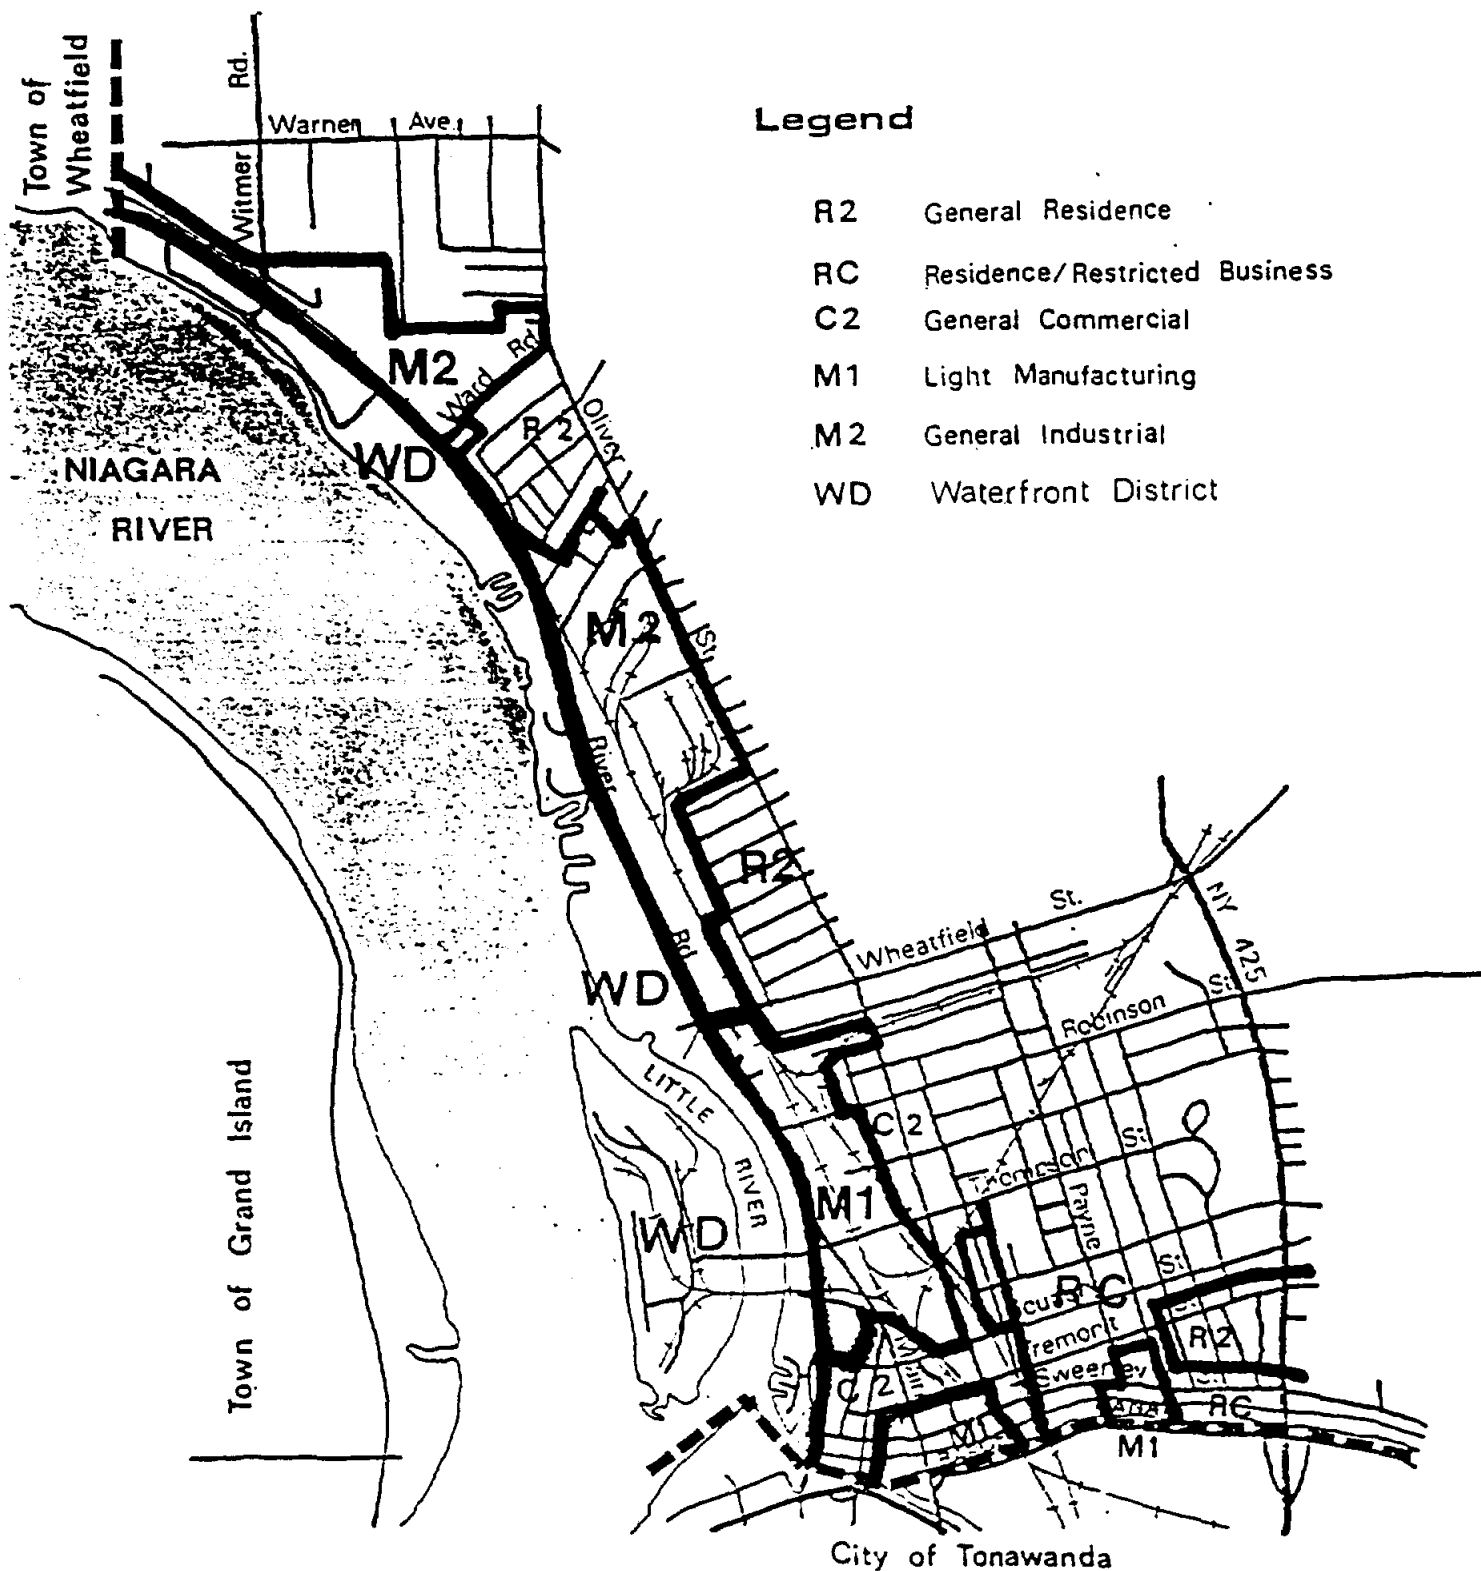 Town of
Wheatfield
Witmer Rd.
Warner Ave.
Legend
R2 General Residence
RC Residence/Restricted Business
C2 General Commercial
M1 Light Manufacturing
M2 General Industrial
WD Waterfront District
M2
Ward Rd.
R2
Oliver St.
WD
NIAGARA
RIVER
M2
River Rd.
R2
Wheatfield St.
NY 425
WD
Robinson St.
LITTLE
RIVER
C2
Thompson St.
Payne
M1
WD
Town of Grand Island
RC
St.
Tremont
R2
Main
Sweeney St.
C2
RC
M1
M1
City of Tonawanda